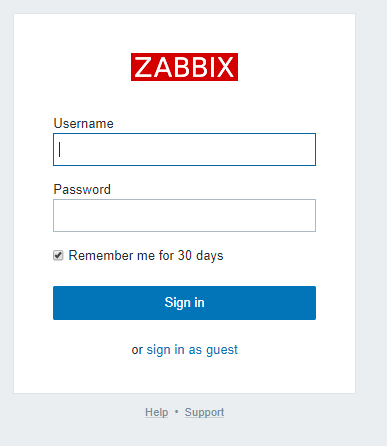 ZABBIX
Username
Password
Remember me for 30 days
Sign in
or sign in as guest
Help • Support